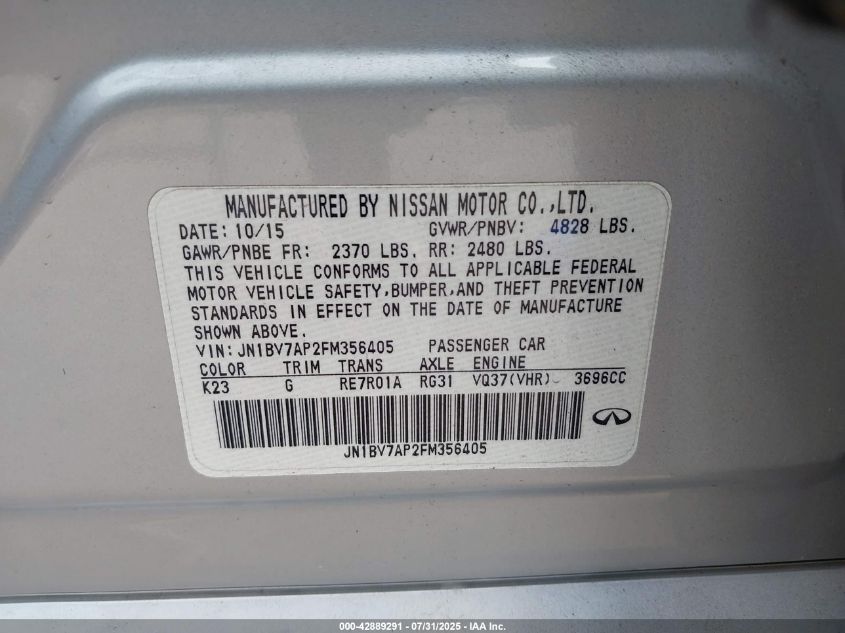 MANUFACTURED BY NISSAN MOTOR CO.,LTD.
DATE: 10/15 GVWR/PNBV: 4828 LBS.
GAWR/PNBE FR: 2370 LBS. RR: 2480 LBS.
THIS VEHICLE CONFORMS TO ALL APPLICABLE FEDERAL
MOTOR VEHICLE SAFETY,BUMPER,AND THEFT PREVENTION
STANDARDS IN EFFECT ON THE DATE OF MANUFACTURE
SHOWN ABOVE.
VIN:JN1BV7AP2FM356405 PASSENGER CAR
COLOR TRIM TRANS AXLE ENGINE
K23 G RE7R01A RG31 VQ37(VHR) 3696CC
JN1BV7AP2FM356405
000-42889291 - 07/31/2025 - IAA Inc.